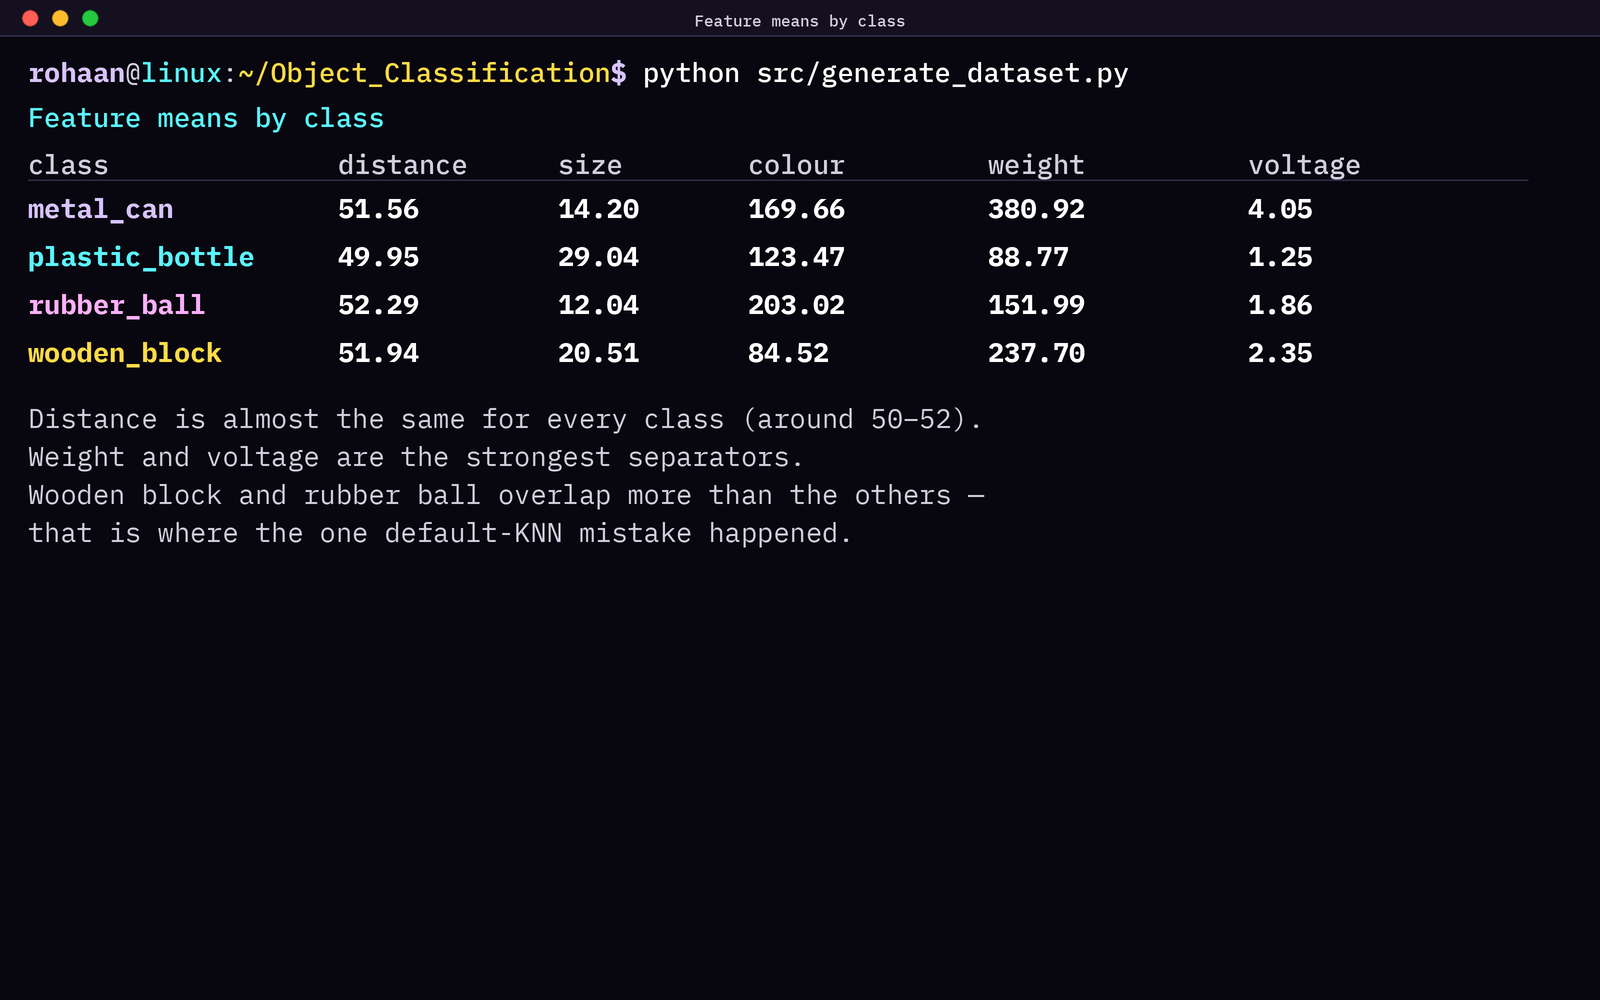 Feature means by class
rohaan@linux:~/Object_Classification$ python src/generate_dataset.py
Feature means by class
class distance size colour weight voltage
metal_can 51.56 14.20 169.66 380.92 4.05
plastic_bottle 49.95 29.04 123.47 88.77 1.25
rubber_ball 52.29 12.04 203.02 151.99 1.86
wooden_block 51.94 20.51 84.52 237.70 2.35
Distance is almost the same for every class (around 50–52).
Weight and voltage are the strongest separators.
Wooden block and rubber ball overlap more than the others —
that is where the one default-KNN mistake happened.